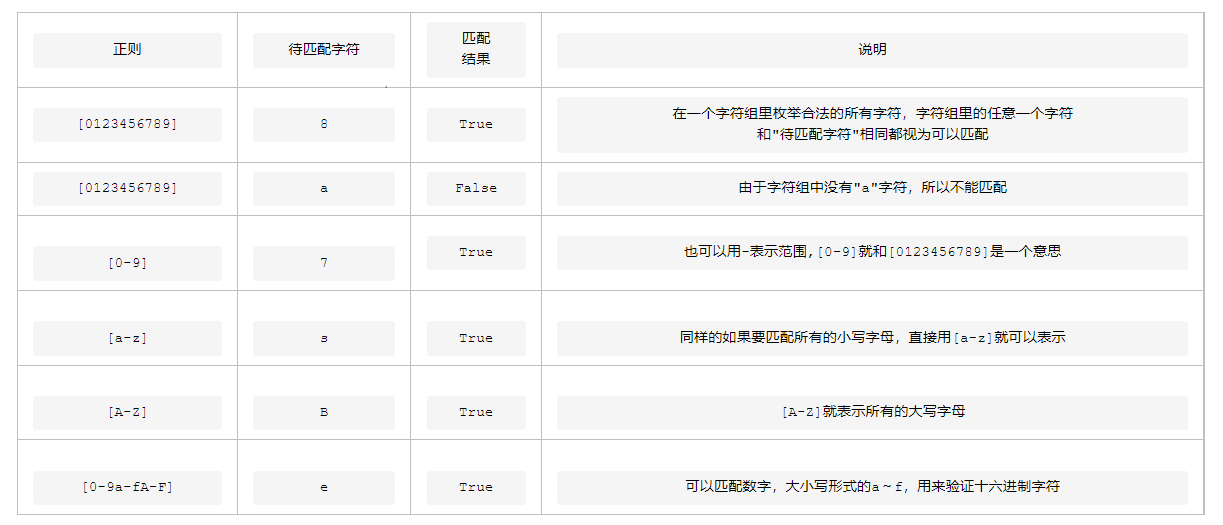 正则
待匹配字符
匹配
结果
说明
[0123456789]
8
True
在一个字符组里枚举合法的所有字符，字符组里的任意一个字符
和"待匹配字符"相同都视为可以匹配
[0123456789]
a
False
由于字符组中没有"a"字符，所以不能匹配
[0-9]
7
True
也可以用-表示范围,[0-9]就和[0123456789]是一个意思
[a-z]
s
True
同样的如果要匹配所有的小写字母，直接用[a-z]就可以表示
[A-Z]
B
True
[A-Z]就表示所有的大写字母
[0-9a-fA-F]
e
True
可以匹配数字，大小写形式的a～f，用来验证十六进制字符